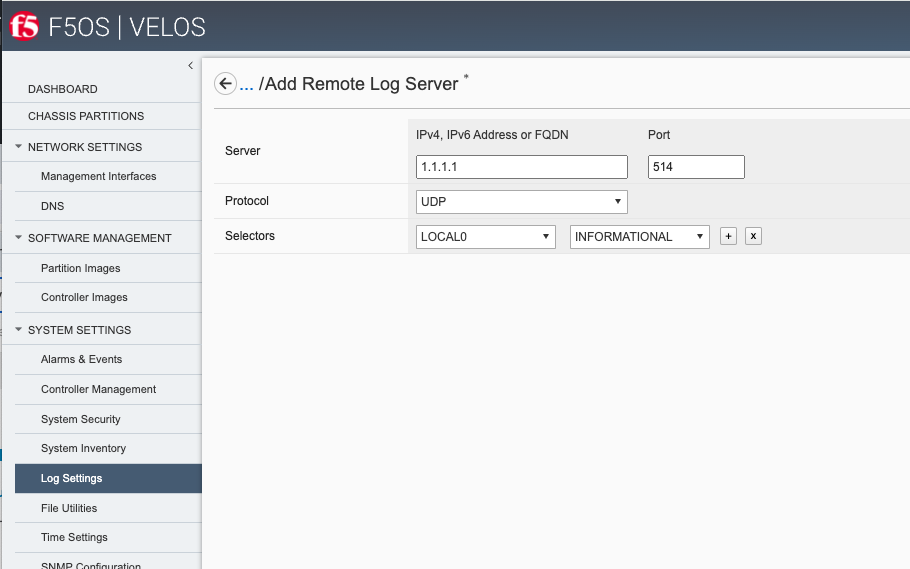 f5 F5OS | VELOS
<
DASHBOARD
CHASSIS PARTITIONS
NETWORK SETTINGS
Management Interfaces
DNS
SOFTWARE MANAGEMENT
Partition Images
Controller Images
SYSTEM SETTINGS
Alarms & Events
Controller Management
System Security
System Inventory
Log Settings
File Utilities
Time Settings
SNMP Configuration
... /Add Remote Log Server *
IPv4, IPv6 Address or FQDN Port
Server
1.1.1.1 514
Protocol UDP
Selectors LOCAL0 INFORMATIONAL + x